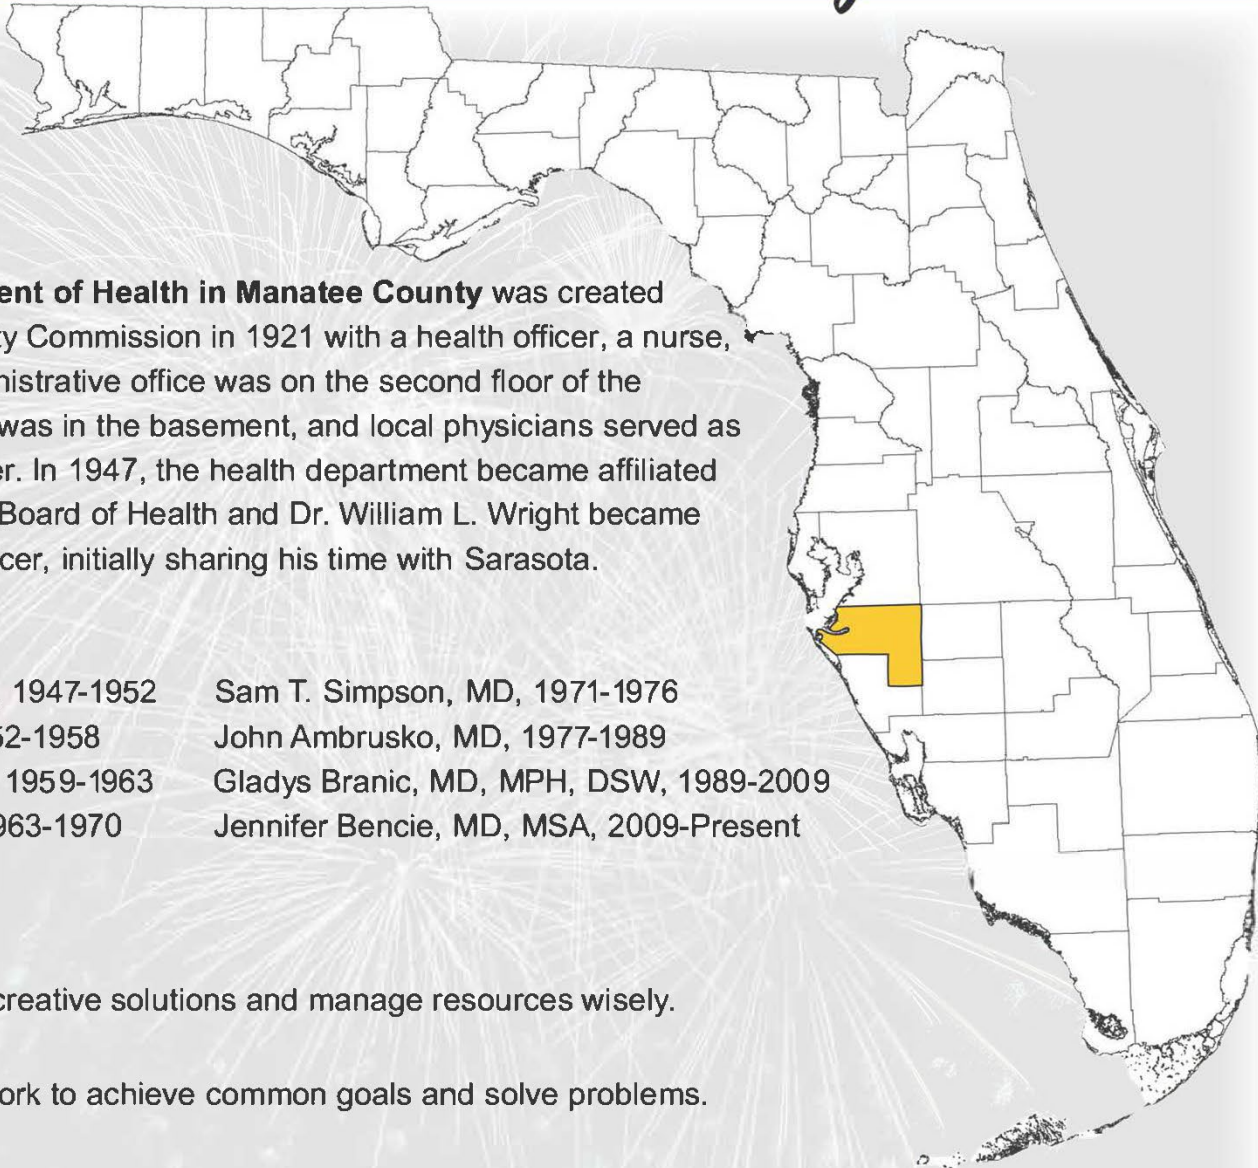 ent of Health in Manatee County was created
ty Commission in 1921 with a health officer, a nurse,
inistrative office was on the second floor of the
was in the basement, and local physicians served as
er. In 1947, the health department became affiliated
Board of Health and Dr. William L. Wright became
cer, initially sharing his time with Sarasota.
1947-1952 Sam T. Simpson, MD, 1971-1976
52-1958 John Ambrusko, MD, 1977-1989
1959-1963 Gladys Branic, MD, MPH, DSW, 1989-2009
963-1970 Jennifer Bencie, MD, MSA, 2009-Present
creative solutions and manage resources wisely.
ork to achieve common goals and solve problems.